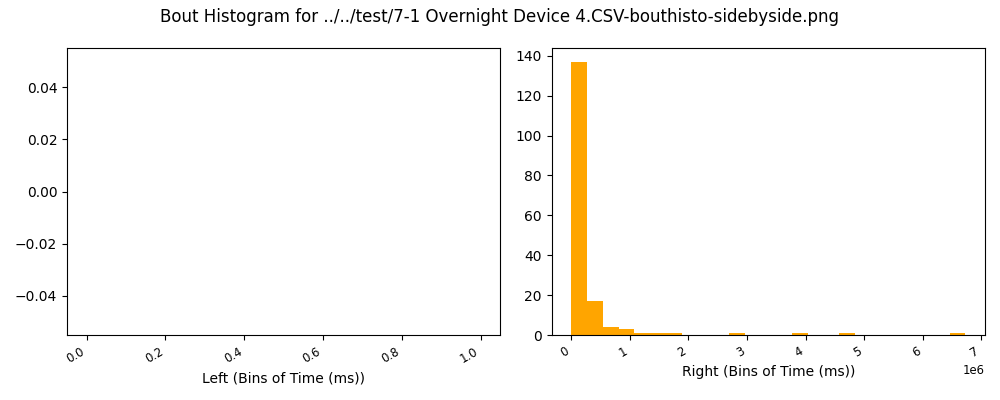 Bout Histogram for ../../test/7-1 Overnight Device 4.CSV-bouthisto-sidebyside.png
0.04
0.02
0.00
−0.02
−0.04
0.0 0.2 0.4 0.6 0.8 1.0
Left (Bins of Time (ms))
140
120
100
80
60
40
20
0
0 1 2 3 4 5 6 7
1e6
Right (Bins of Time (ms))